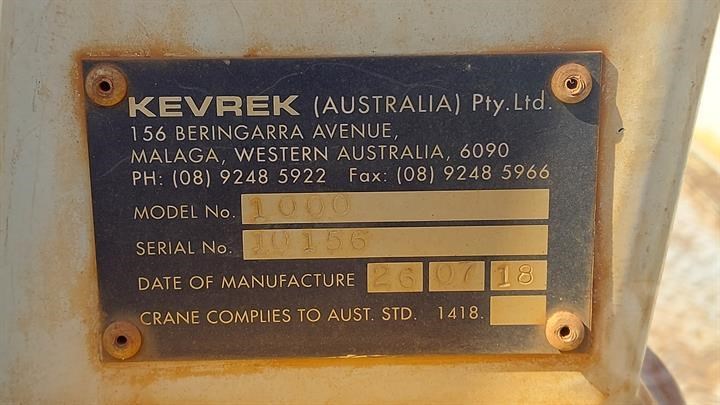 KEVREK (AUSTRALIA) Pty.Ltd.
156 BERINGARRA AVENUE,
MALAGA, WESTERN AUSTRALIA, 6090
PH: (08) 9248 5922 Fax: (08) 9248 5966
MODEL No. 1000
SERIAL No. 10156
DATE OF MANUFACTURE 26 07 18
CRANE COMPLIES TO AUST. STD. 1418.